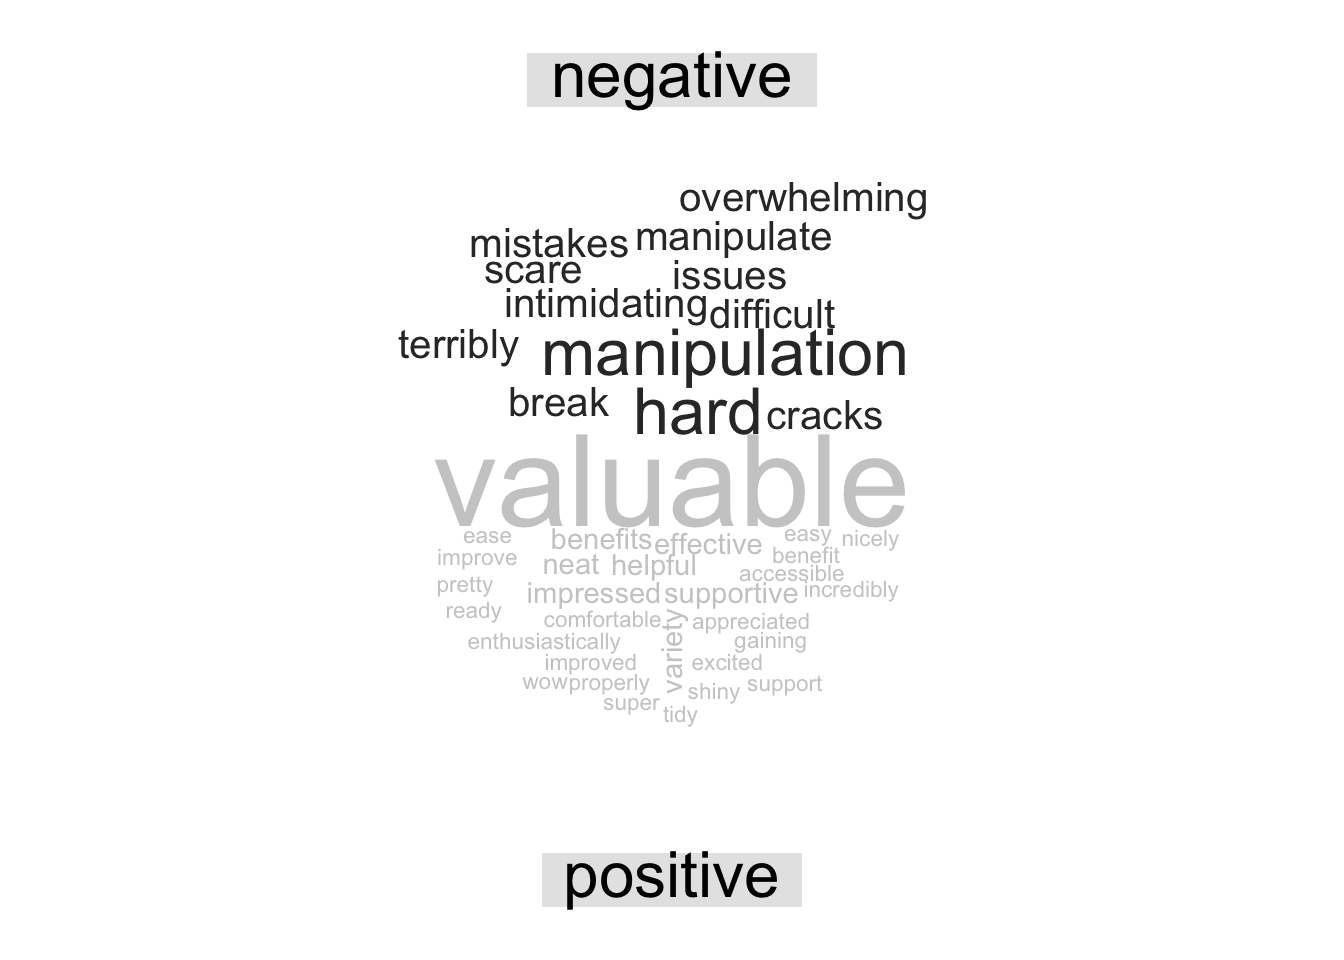 negative
overwhelming
mistakes manipulate
scare issues
intimidating difficult
terribly manipulation
break hard cracks
valuable
ease benefits effective easy nicely
improve neat helpful benefit
pretty accessible
impressed supportive incredibly
ready comfortable variety appreciated
enthusiastically gaining
improved excited
wow properly shiny support
super tidy
positive